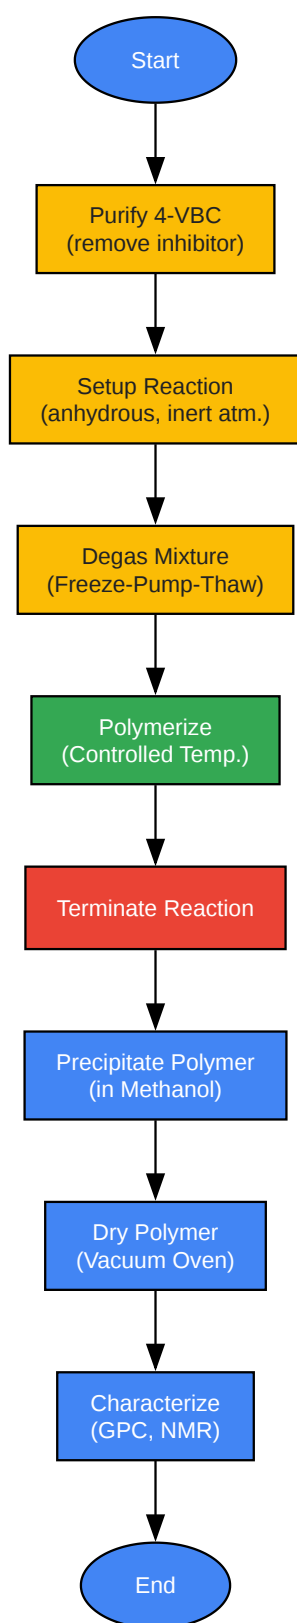 Start
Purify 4-VBC
(remove inhibitor)
Setup Reaction
(anhydrous, inert atm.)
Degas Mixture
(Freeze-Pump-Thaw)
Polymerize
(Controlled Temp.)
Terminate Reaction
Precipitate Polymer
(in Methanol)
Dry Polymer
(Vacuum Oven)
Characterize
(GPC, NMR)
End